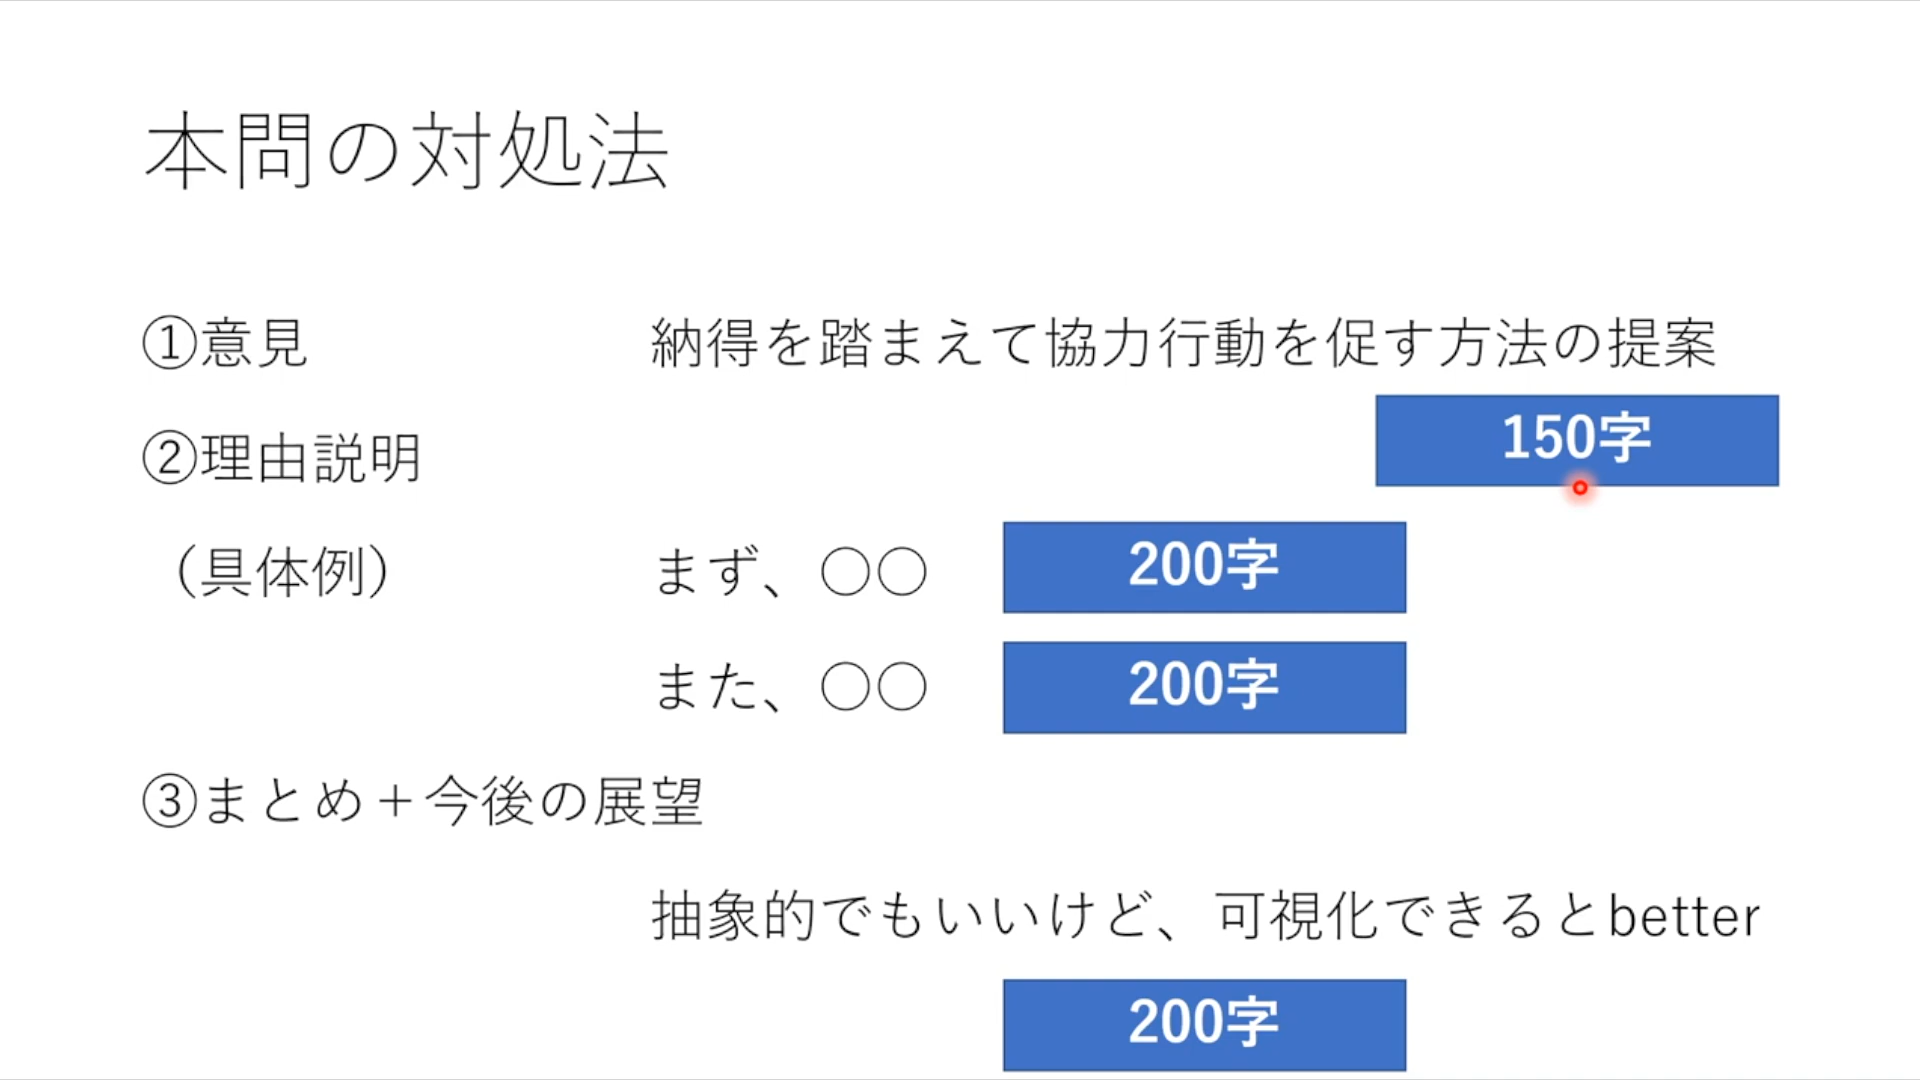 本問の対処法
①意見 納得を踏まえて協力行動を促す方法の提案
150字
②理由説明
（具体例） まず、〇〇 200字
また、〇〇 200字
③まとめ＋今後の展望
抽象的でもいいけど、可視化できるとbetter
200字